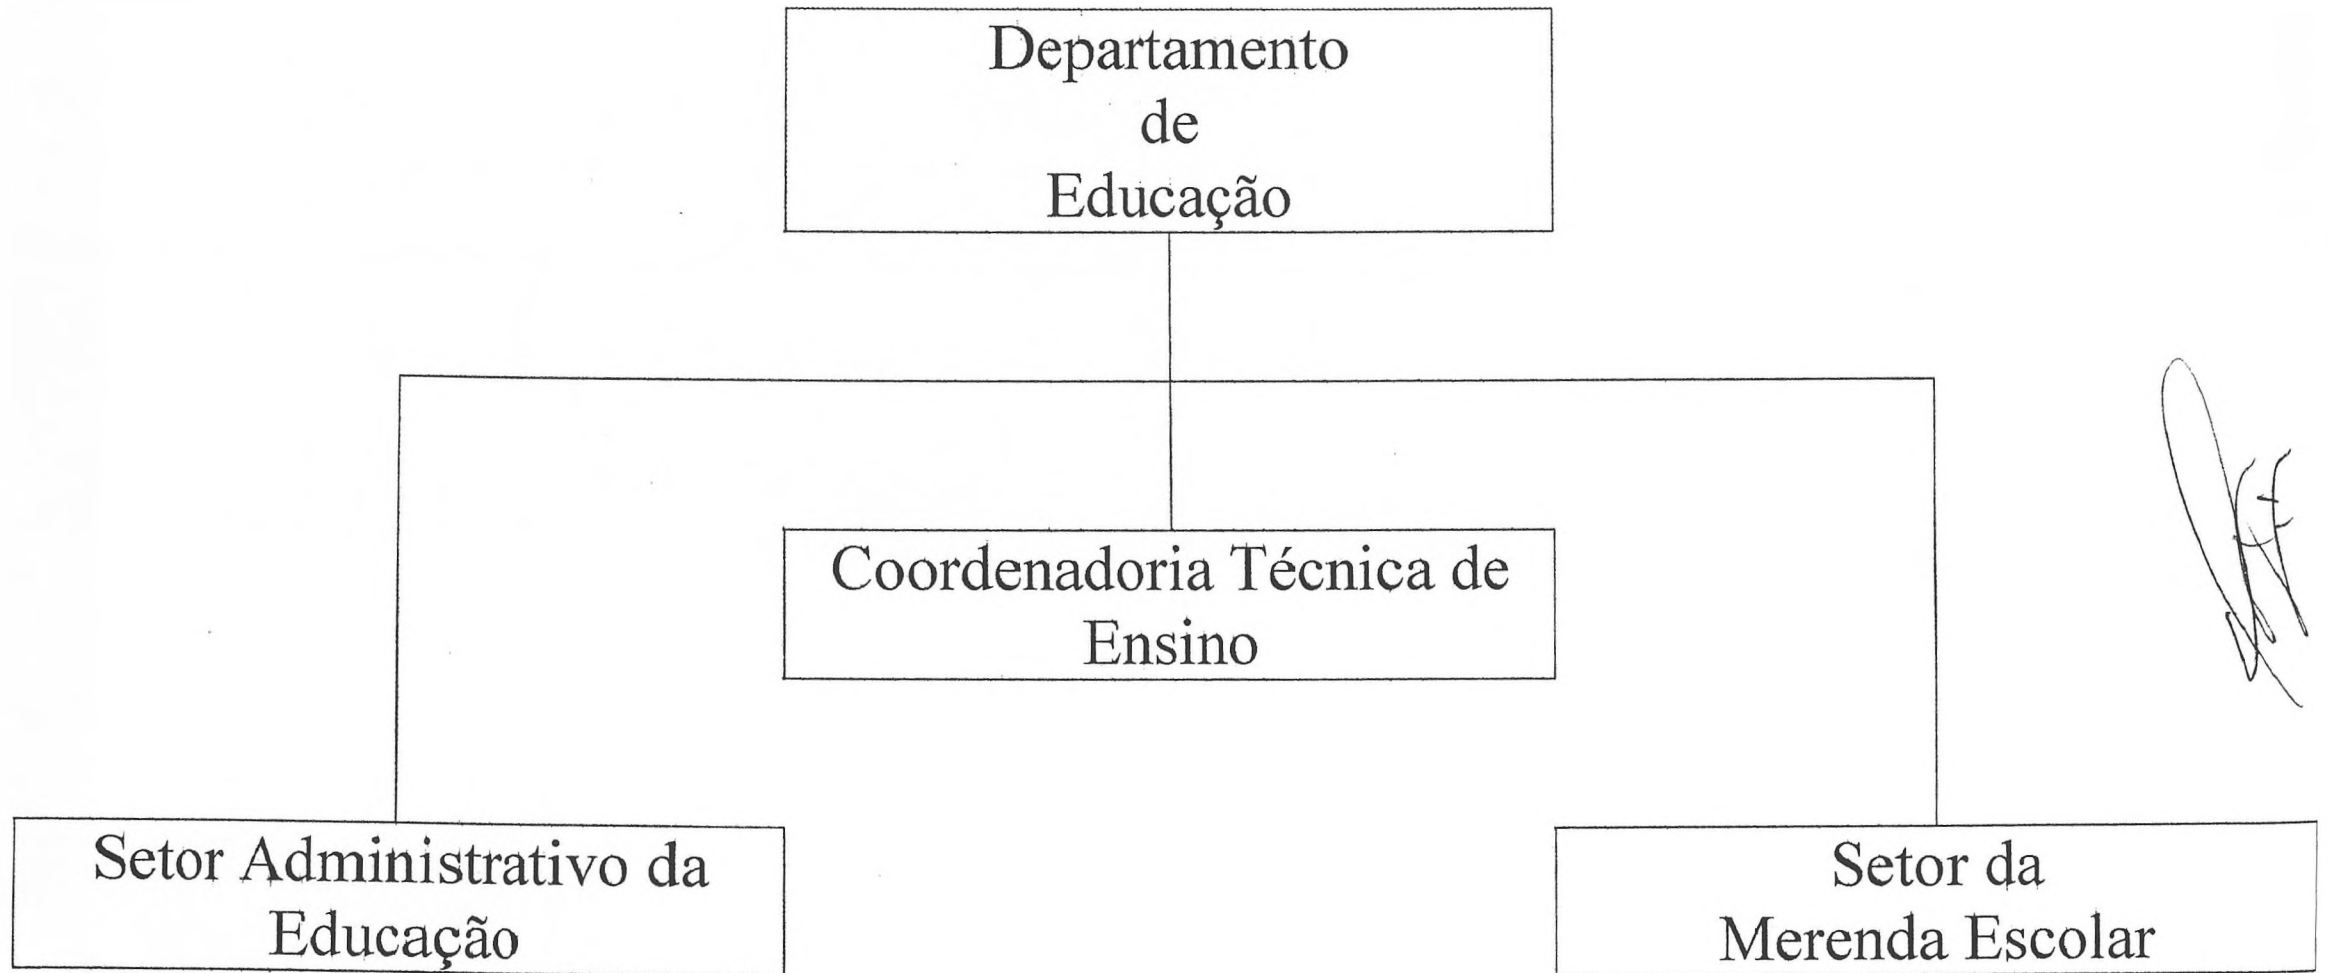 Departamento
de
Educação
Coordenadoria Técnica de
Ensino
Setor Administrativo da
Educação
Setor da
Merenda Escolar